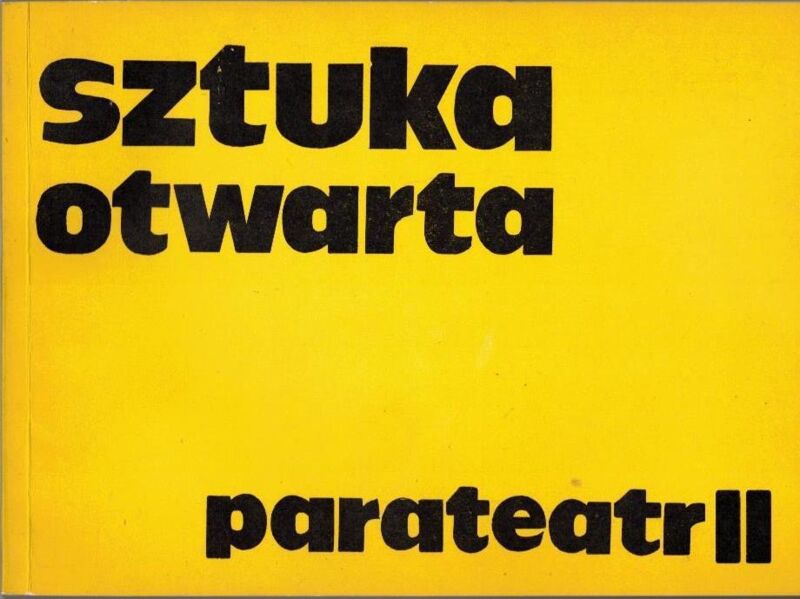 sztuka
otwarta
parateatr II